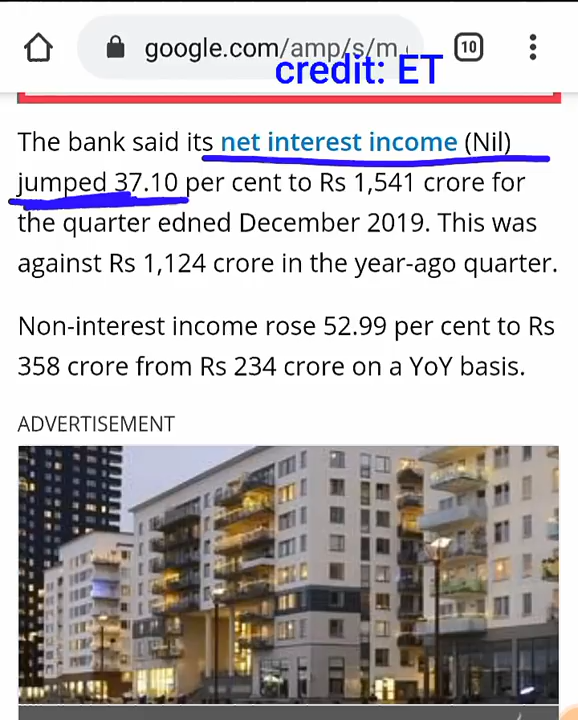 google.com/amp/s/m
10
credit: ET
The bank said its net interest income (Nil)
jumped 37.10 per cent to Rs 1,541 crore for
the quarter edned December 2019. This was
against Rs 1,124 crore in the year-ago quarter.
Non-interest income rose 52.99 per cent to Rs
358 crore from Rs 234 crore on a YoY basis.
ADVERTISEMENT